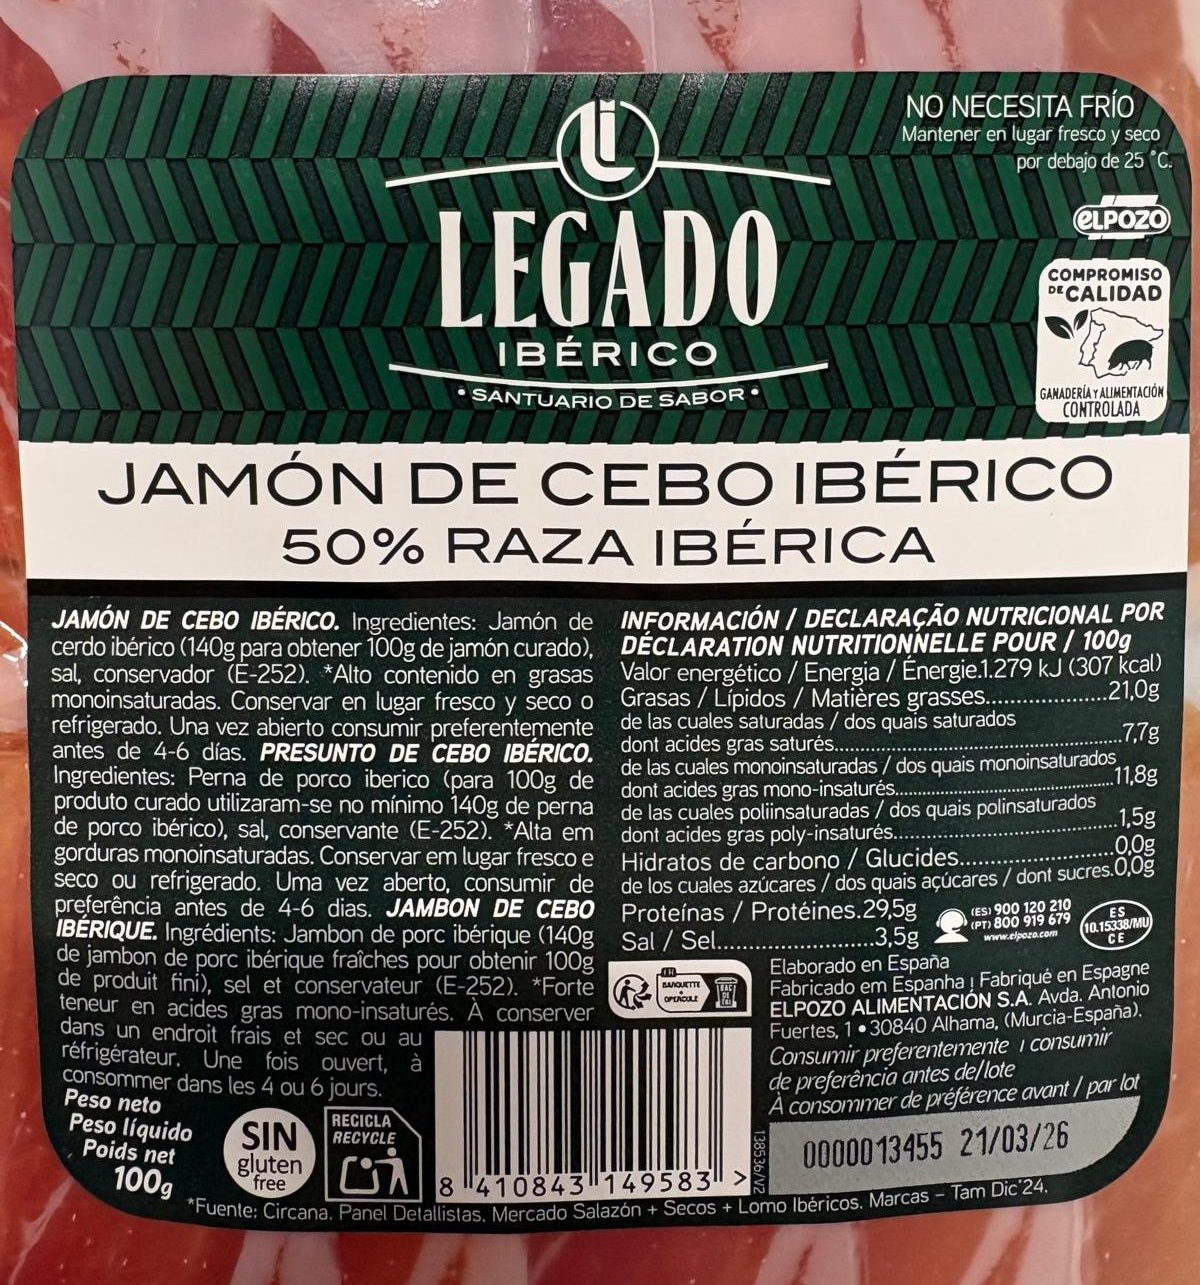 NO NECESITA FRÍO
Mantener en lugar fresco y seco
por debajo de 25 °C.
ELPOZO
COMPROMISO
DE CALIDAD
GANADERÍA Y ALIMENTACIÓN
CONTROLADA
LEGADO
IBÉRICO
• SANTUARIO DE SABOR •
JAMÓN DE CEBO IBÉRICO
50% RAZA IBÉRICA
JAMÓN DE CEBO IBÉRICO. Ingredientes: Jamón de
cerdo ibérico (140g para obtener 100g de jamón curado),
sal, conservador (E-252). *Alto contenido en grasas
monoinsaturadas. Conservar en lugar fresco y seco o
refrigerado. Una vez abierto consumir preferentemente
antes de 4-6 días. PRESUNTO DE CEBO IBÉRICO.
Ingredientes: Perna de porco iberico (para 100g de
produto curado utilizaram-se no mínimo 140g de perna
de porco ibérico), sal, conservante (E-252). *Alta em
gorduras monoinsaturadas. Conservar em lugar fresco e
seco ou refrigerado. Uma vez aberto, consumir de
preferência antes de 4-6 dias. JAMBON DE CEBO
IBÉRIQUE. Ingrédients: Jambon de porc ibérique (140g
de jambon de porc ibérique fraîches pour obtenir 100g
de produit fini), sel et conservateur (E-252). *Forte
teneur en acides gras mono-insaturés. À conserver
dans un endroit frais et sec ou au
réfrigérateur. Une fois ouvert, à
consommer dans les 4 ou 6 jours.
Peso neto
Peso líquido
Poids net
100g
SIN
gluten
free
RECICLA
RECYCLE
INFORMACIÓN / DECLARAÇÃO NUTRICIONAL POR
DÉCLARATION NUTRITIONNELLE POUR / 100g
Valor energético / Energia / Énergie.1.279 kJ (307 kcal)
Grasas / Lípidos / Matières grasses....................21,0g
de las cuales saturadas / dos quais saturados
dont acides gras saturés....................7,7g
de las cuales monoinsaturadas / dos quais monoinsaturados
dont acides gras mono-insaturés....................11,8g
de las cuales poliinsaturadas / dos quais polinsaturados
dont acides gras poly-insaturés....................1,5g
Hidratos de carbono / Glucides....................0,0g
de los cuales azúcares / dos quais açúcares / dont sucres.0,0g
Proteínas / Protéines.29,5g
Sal / Sel....................3,5g
(ES) 900 120 210
(PT) 800 919 679
www.elpozo.com
ES
10.15338/MU
CE
FR
BARQUETTE
+
OPERCULE
BAC
DE
TRI
Elaborado en España
Fabricado em Espanha | Fabriqué en Espagne
ELPOZO ALIMENTACIÓN S.A. Avda. Antonio
Fuertes, 1 • 30840 Alhama, (Murcia-España).
Consumir preferentemente | consumir
de preferência antes de/lote
À consommer de préférence avant / par lot
0000013455 21/03/26
138536/V2
8 410843 149583 >
*Fuente: Circana. Panel Detallistas. Mercado Salazón + Secos + Lomo Ibéricos. Marcas – Tam Dic'24.